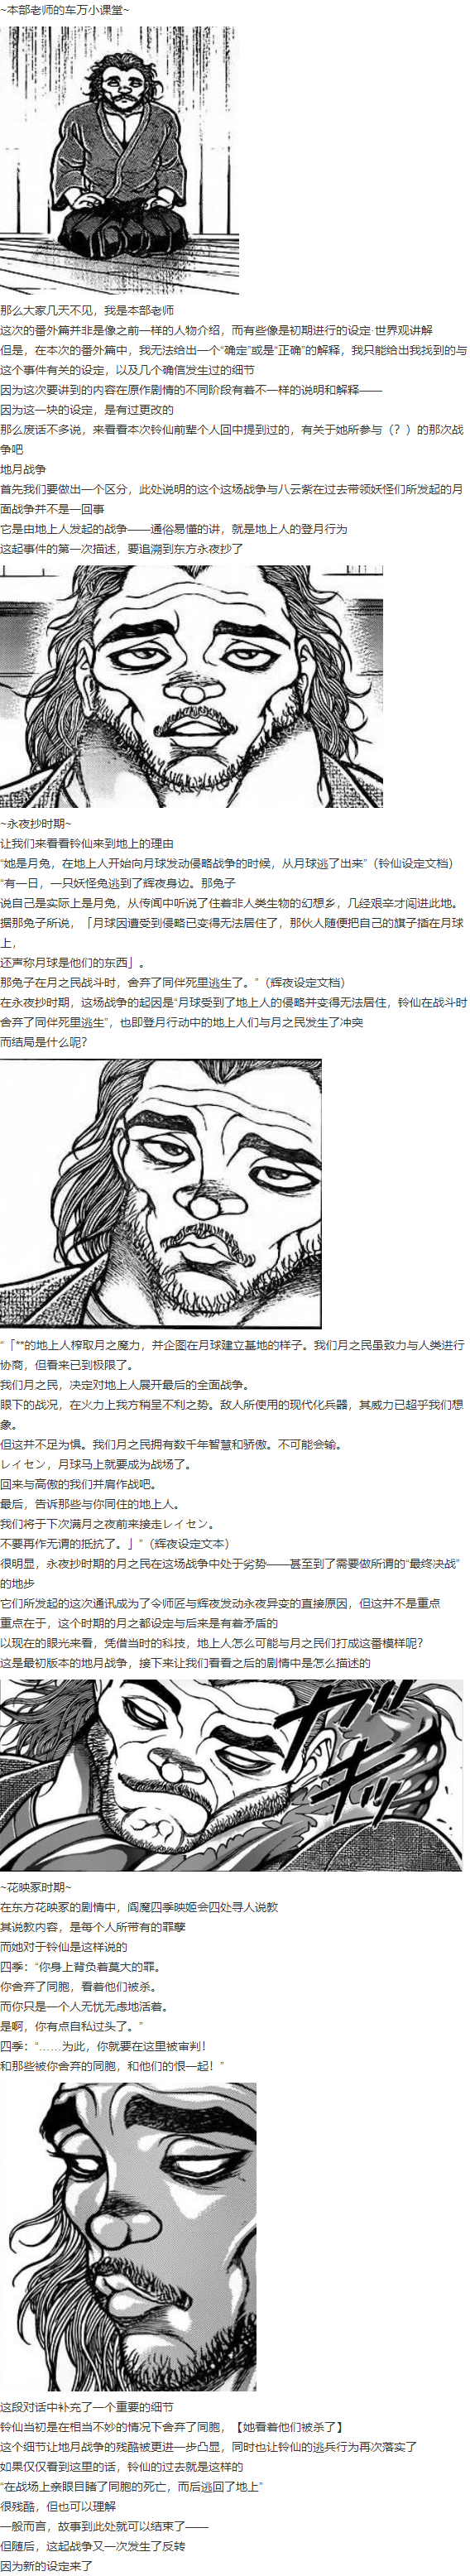 ~本部老师的车万小课堂~
那么大家几天不见，我是本部老师
这次的番外篇并非是像之前一样的人物介绍，而有些像是初期进行的设定·世界观讲解
但是，在本次的番外篇中，我无法给出一个“确定”或是“正确”的解释，我只能给出我找到的与
这个事件有关的设定，以及几个确信发生过的细节
因为这次要讲到的内容在原作剧情的不同阶段有着不一样的说明和解释——
因为这一块的设定，是有过更改的
那么废话不多说，来看看本次铃仙前辈个人回中提到过的，有关于她所参与（？）的那次战
争吧
地月战争
首先我们要做出一个区分，此处说明的这个这场战争与八云紫在过去带领妖怪们所发起的月
面战争并不是一回事
它是由地上人发起的战争——通俗易懂的讲，就是地上人的登月行为
这起事件的第一次描述，要追溯到东方永夜抄了
~永夜抄时期~
让我们来看看铃仙来到地上的理由
“她是月兔，在地上人开始向月球发动侵略战争的时候，从月球逃了出来”（铃仙设定文档）
“有一日，一只妖怪兔逃到了辉夜身边。那兔子
说自己是实际上是月兔，从传闻中听说了住着非人类生物的幻想乡，几经艰辛才闯进此地。
据那兔子所说，「月球因遭受到侵略已变得无法居住了，那伙人随便把自己的旗子插在月球
上，
还声称月球是他们的东西」。
那兔子在月之民战斗时，舍弃了同伴死里逃生了。”（辉夜设定文档）
在永夜抄时期，这场战争的起因是“月球受到了地上人的侵略并变得无法居住，铃仙在战斗时
舍弃了同伴死里逃生”，也即登月行动中的地上人们与月之民发生了冲突
而结局是什么呢？
“「**的地上人榨取月之魔力，并企图在月球建立基地的样子。我们月之民虽致力与人类进行
协商，但看来已到极限了。
我们月之民，决定对地上人展开最后的全面战争。
眼下的战况，在火力上我方稍呈不利之势。敌人所使用的现代化兵器，其威力已超乎我们想
象。
但这并不足为惧。我们月之民拥有数千年智慧和骄傲。不可能会输。
レイセン，月球马上就要成为战场了。
回来与高傲的我们并肩作战吧。
最后，告诉那些与你同住的地上人。
我们将于下次满月之夜前来接走レイセン。
不要再作无谓的抵抗了。」”（辉夜设定文本）
很明显，永夜抄时期的月之民在这场战争中处于劣势——甚至到了需要做所谓的“最终决战”
的地步
它们所发起的这次通讯成为了令师匠与辉夜发动永夜异变的直接原因，但这并不是重点
重点在于，这个时期的月之都设定与后来是有着矛盾的
以现在的眼光来看，凭借当时的科技，地上人怎么可能与月之民们打成这番模样呢？
这是最初版本的地月战争，接下来让我们看看之后的剧情中是怎么描述的
~花映冢时期~
在东方花映冢的剧情中，阎魔四季映姬会四处寻人说教
其说教内容，是每个人所带有的罪孽
而她对于铃仙是这样说的
四季：“你身上背负着莫大的罪。
你舍弃了同胞，看着他们被杀。
而你只是一个人无忧无虑地活着。
是啊，你有点自私过头了。”
四季：“……为此，你就要在这里被审判！
和那些被你舍弃的同胞，和他们的恨一起！”
这段对话中补充了一个重要的细节
铃仙当初是在相当不妙的情况下舍弃了同胞，【她看着他们被杀了】
这个细节让地月战争的残酷被更进一步凸显，同时也让铃仙的逃兵行为再次落实了
如果仅仅看到这里的话，铃仙的过去就是这样的
“在战场上亲眼目睹了同胞的死亡，而后逃回了地上”
很残酷，但也可以理解
一般而言，故事到此处就可以结束了——
但随后，这起战争又一次发生了反转
因为新的设定来了